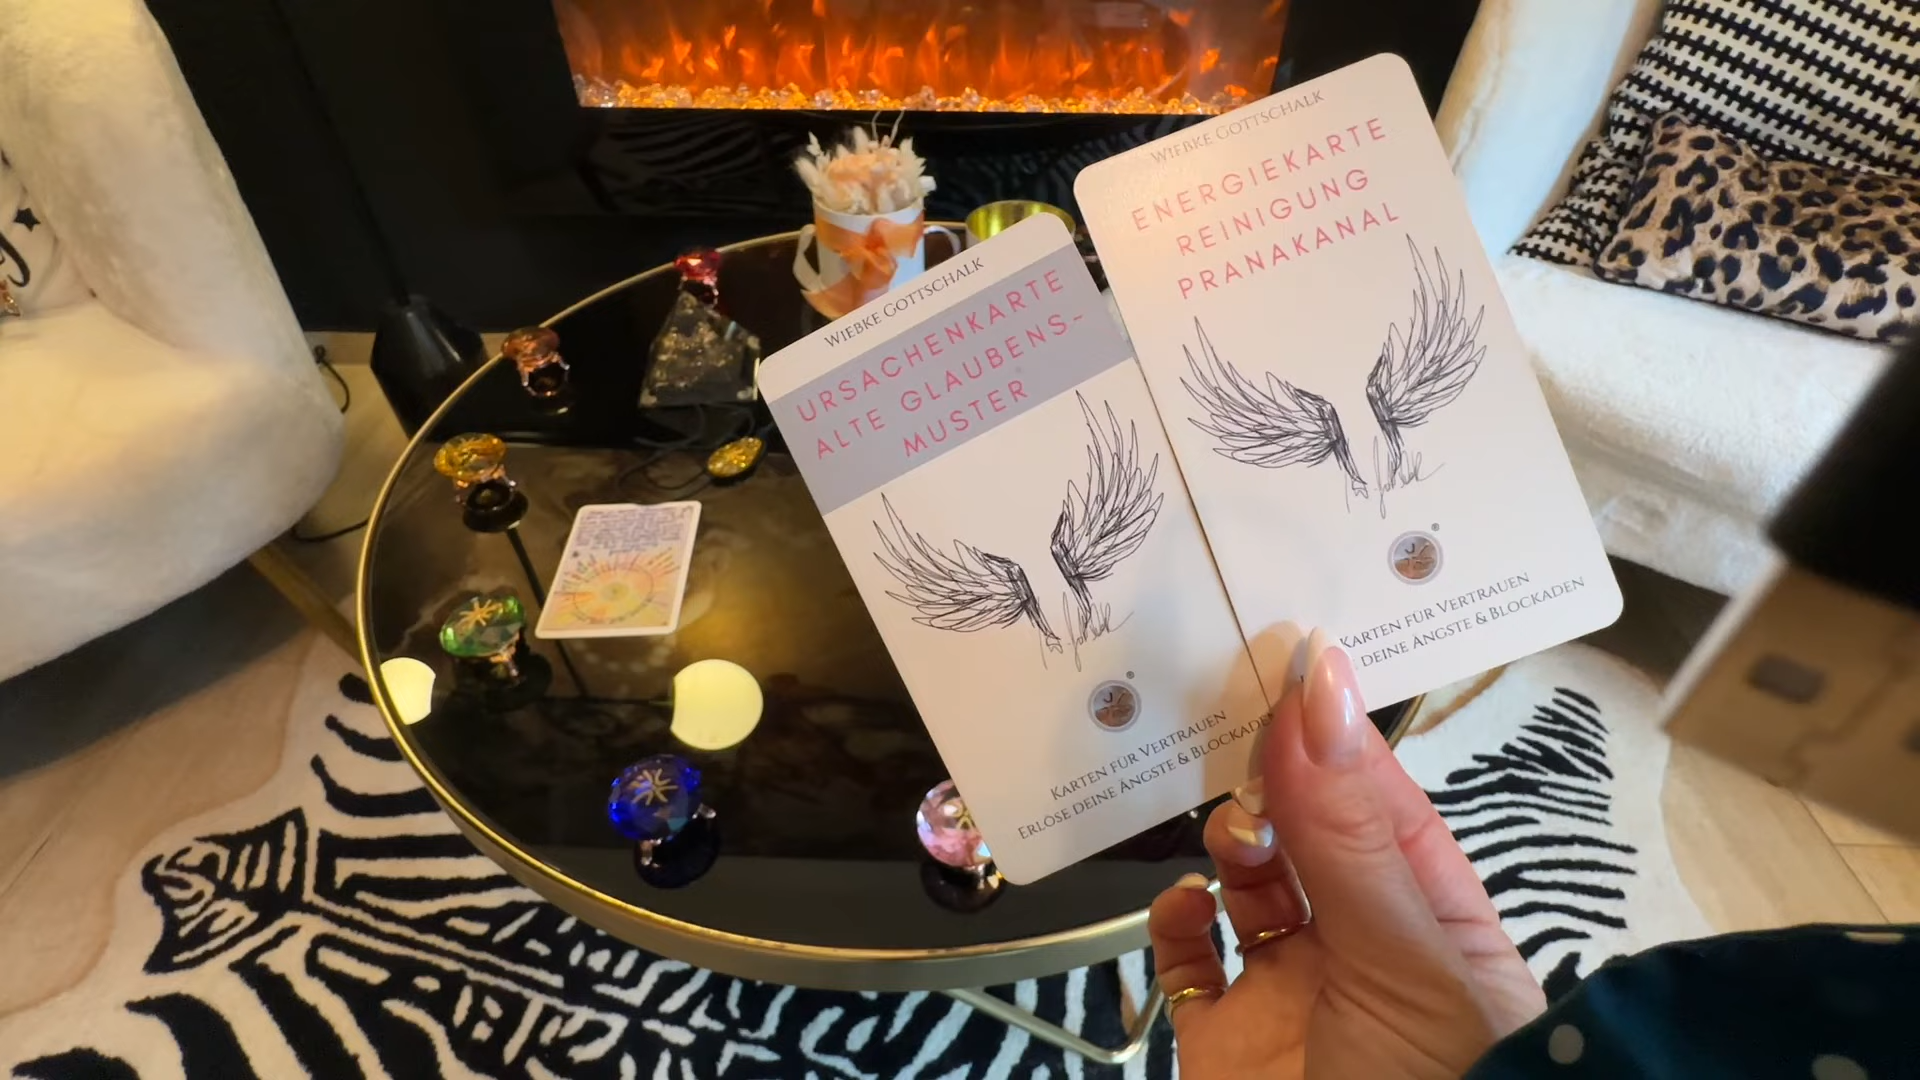 Wiebke Gottschalk
URSACHENKARTE
ALTE GLAUBENS-
MUSTER
®
Karten für Vertrauen
Erlöse deine Ängste & Blockaden
Wiebke Gottschalk
ENERGIEKARTE
REINIGUNG
PRANAKANAL
®
Karten für Vertrauen
deine Ängste & Blockaden